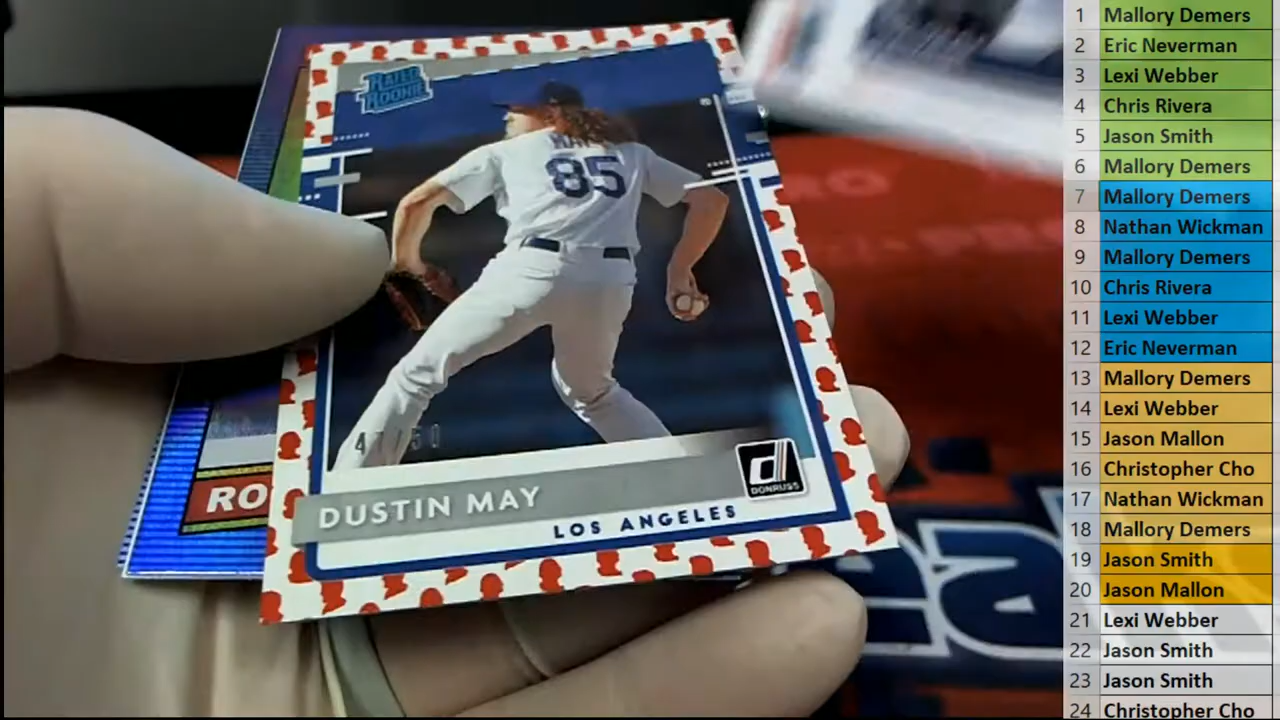 RATED
ROOKIE
MAY
85
DUSTIN MAY
LOS ANGELES
d
DONRUSS
RO
1 Mallory Demers
2 Eric Neverman
3 Lexi Webber
4 Chris Rivera
5 Jason Smith
6 Mallory Demers
7 Mallory Demers
8 Nathan Wickman
9 Mallory Demers
10 Chris Rivera
11 Lexi Webber
12 Eric Neverman
13 Mallory Demers
14 Lexi Webber
15 Jason Mallon
16 Christopher Cho
17 Nathan Wickman
18 Mallory Demers
19 Jason Smith
20 Jason Mallon
21 Lexi Webber
22 Jason Smith
23 Jason Smith
24 Christopher Cho